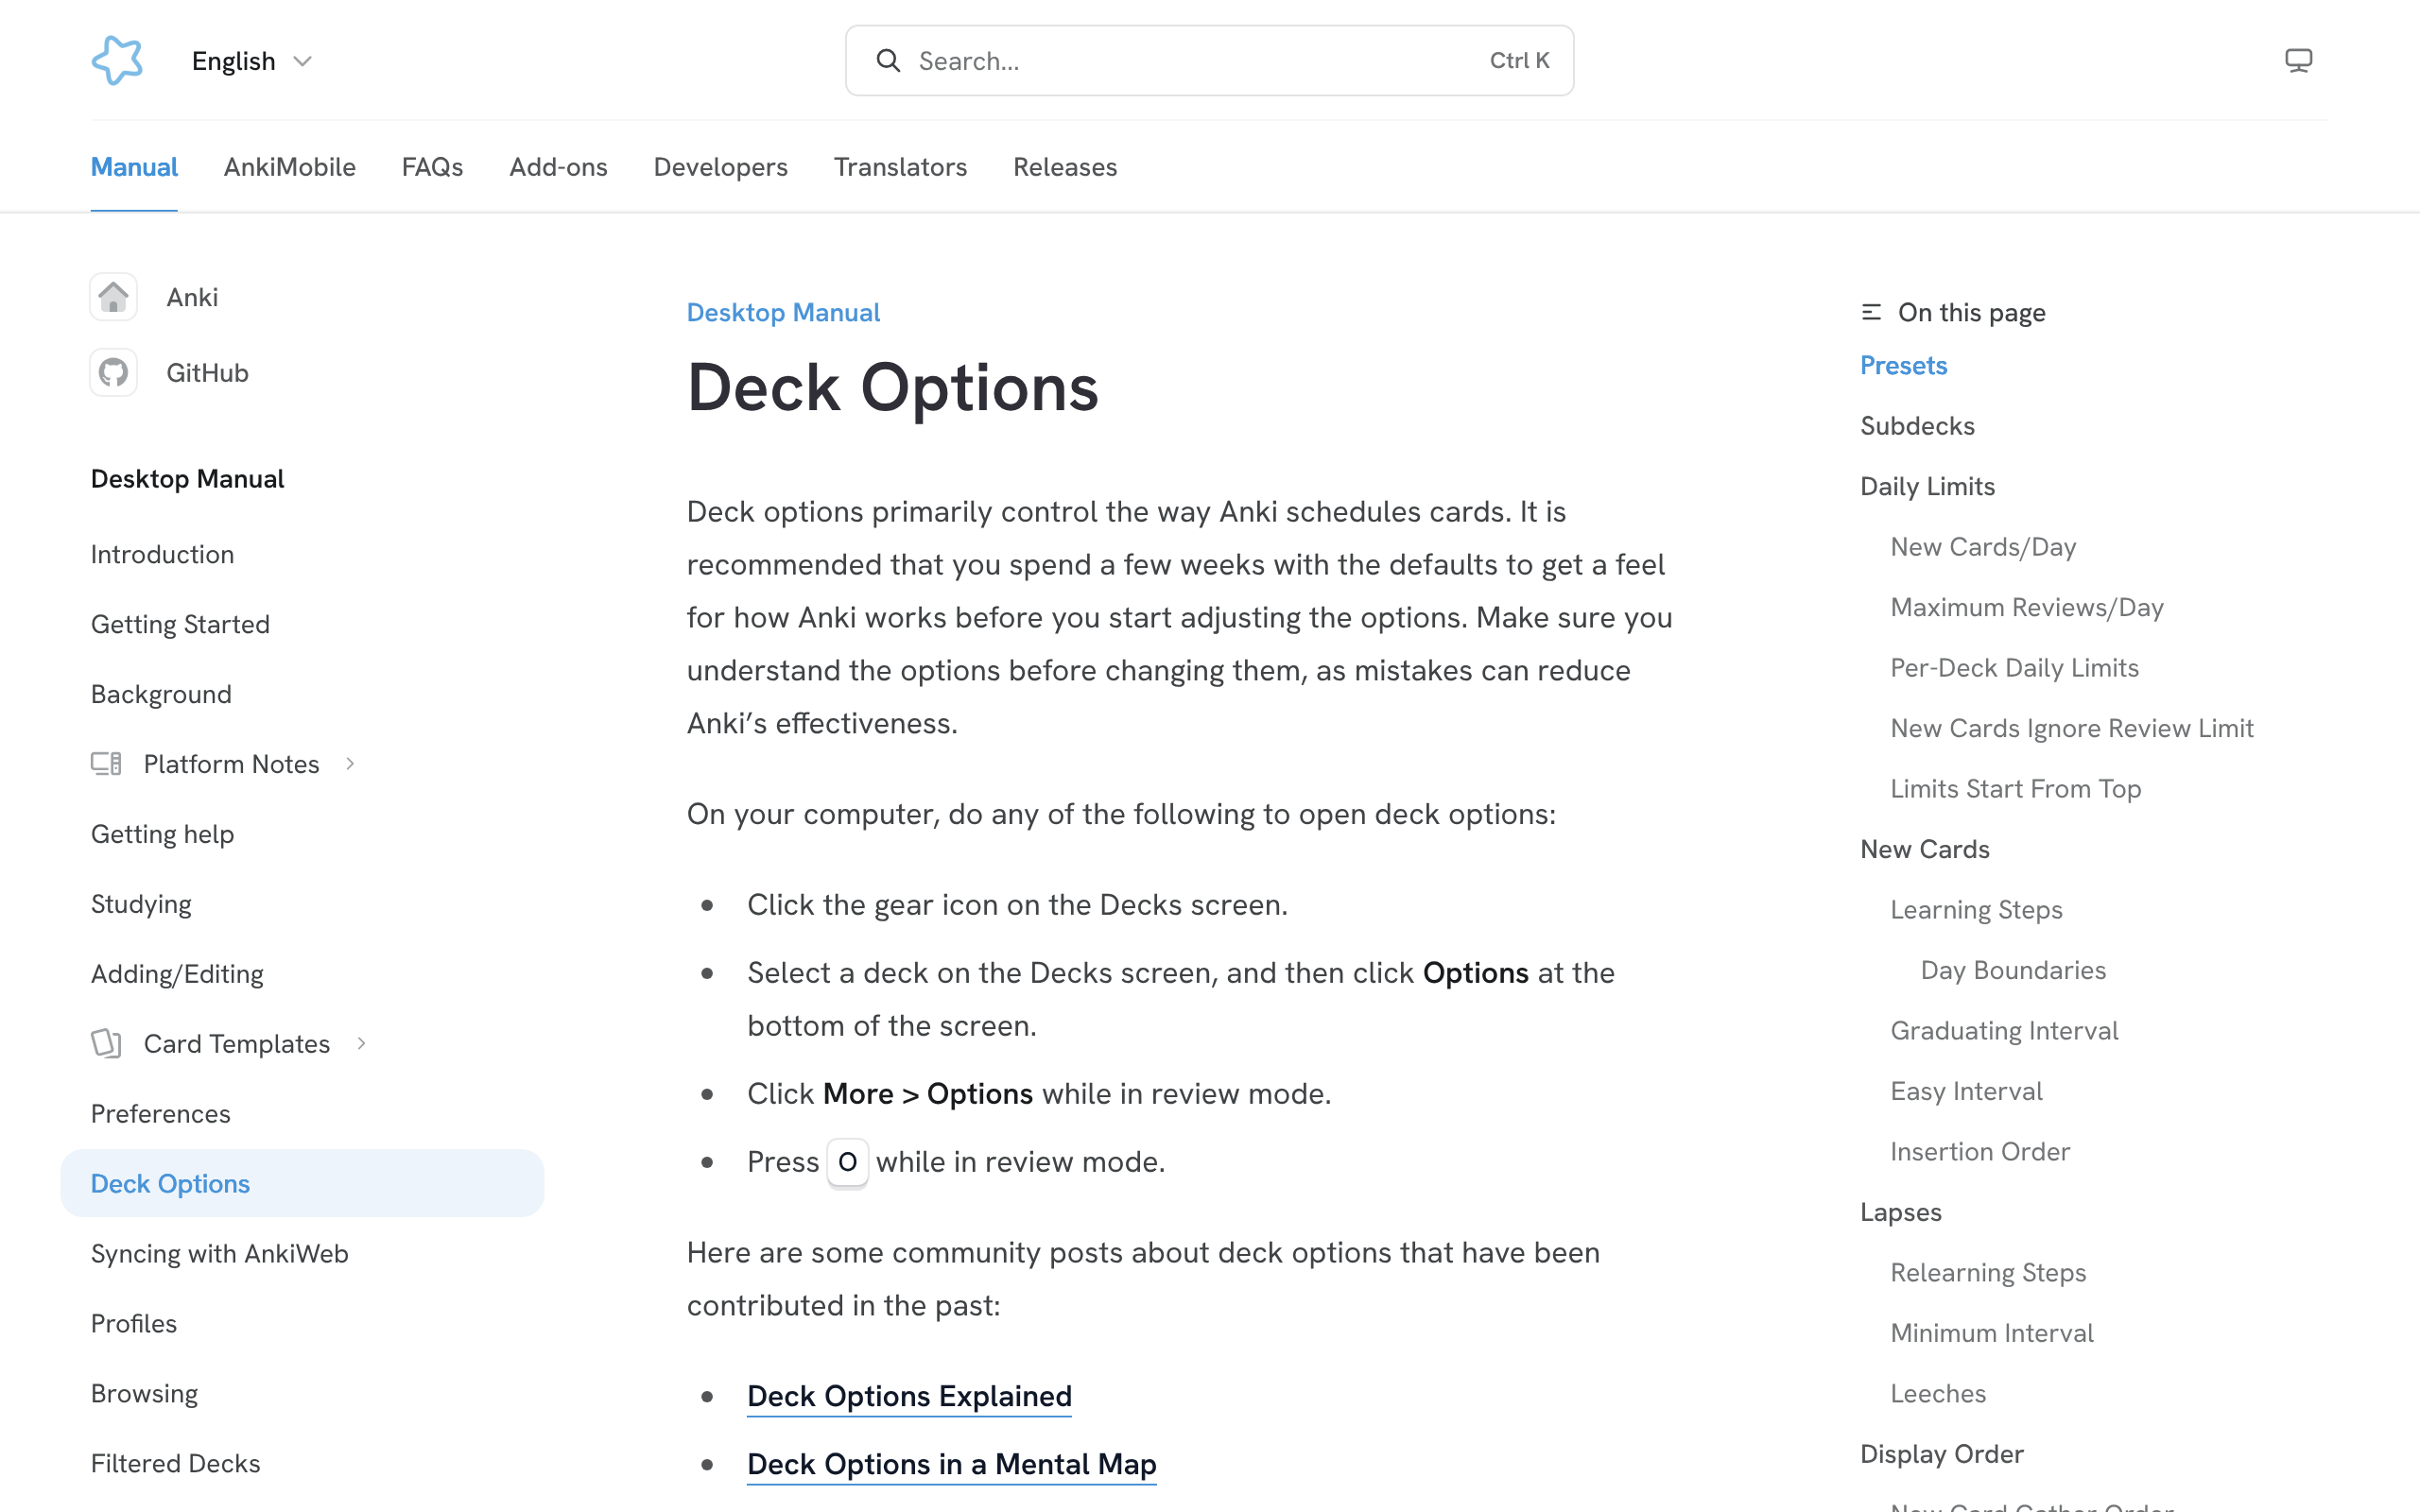 English
Search...
Ctrl K
Manual
AnkiMobile
FAQs
Add-ons
Developers
Translators
Releases
Anki
GitHub
Desktop Manual
Introduction
Getting Started
Background
Platform Notes
Getting help
Studying
Adding/Editing
Card Templates
Preferences
Deck Options
Syncing with AnkiWeb
Profiles
Browsing
Filtered Decks
Desktop Manual
Deck Options
Deck options primarily control the way Anki schedules cards. It is
recommended that you spend a few weeks with the defaults to get a feel
for how Anki works before you start adjusting the options. Make sure you
understand the options before changing them, as mistakes can reduce
Anki’s effectiveness.
On your computer, do any of the following to open deck options:
Click the gear icon on the Decks screen.
Select a deck on the Decks screen, and then click Options at the
bottom of the screen.
Click More > Options while in review mode.
Press O while in review mode.
Here are some community posts about deck options that have been
contributed in the past:
Deck Options Explained
Deck Options in a Mental Map
On this page
Presets
Subdecks
Daily Limits
New Cards/Day
Maximum Reviews/Day
Per-Deck Daily Limits
New Cards Ignore Review Limit
Limits Start From Top
New Cards
Learning Steps
Day Boundaries
Graduating Interval
Easy Interval
Insertion Order
Lapses
Relearning Steps
Minimum Interval
Leeches
Display Order
New Card Gather Order